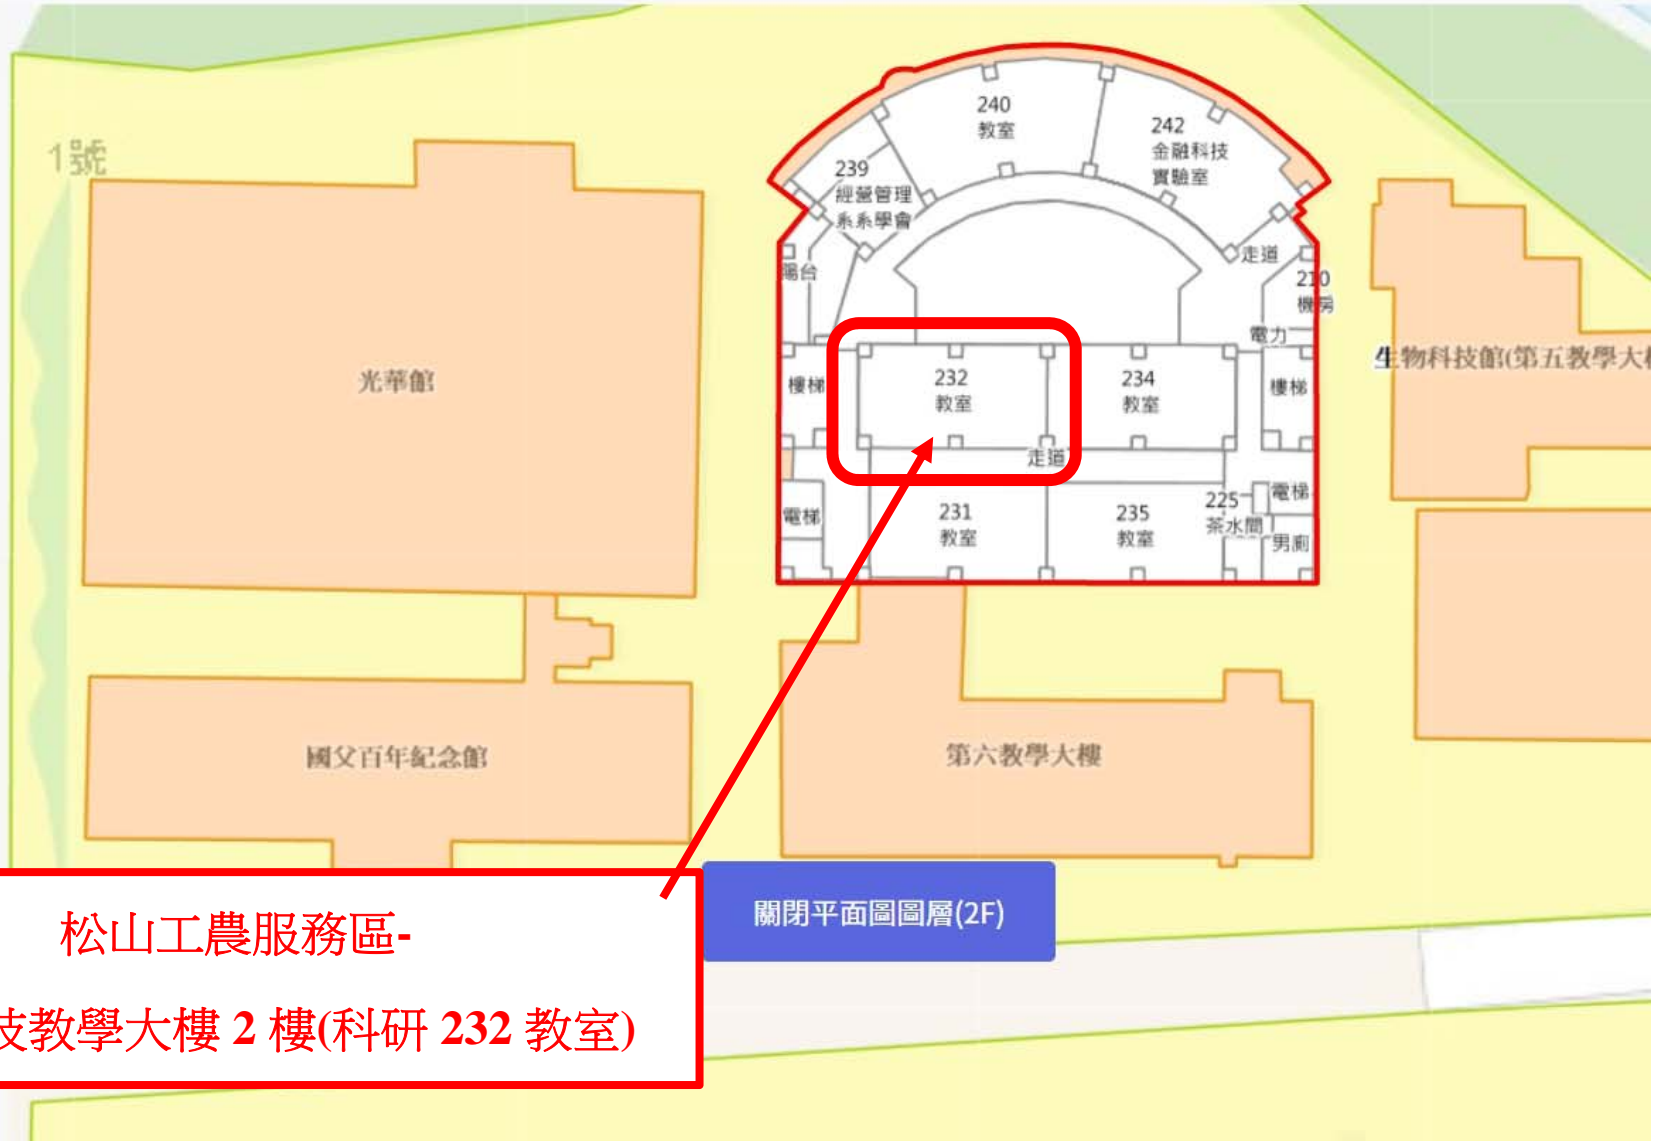 1號
240
教室
242
金融科技
實驗室
239
經營管理
系系學會
走道
陽台
210
機房
電力
光華館
樓梯
232
教室
234
教室
樓梯
生物科技館(第五教學大
走道
電梯
231
教室
235
教室
225
茶水間
電梯
男廁
國父百年紀念館
第六教學大樓
關閉平面圖圖層(2F)
松山工農服務區-
技教學大樓 2 樓(科研 232 教室)